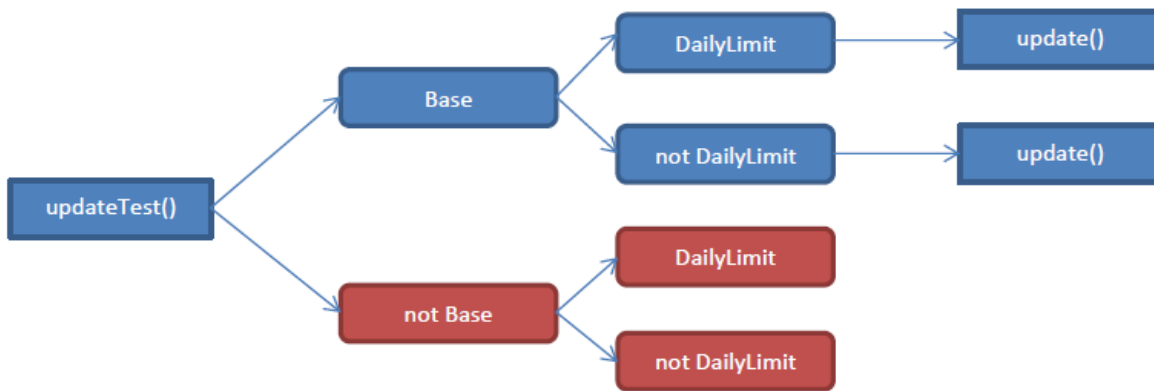 DailyLimit
update()
Base
not DailyLimit
update()
updateTest()
DailyLimit
not Base
not DailyLimit